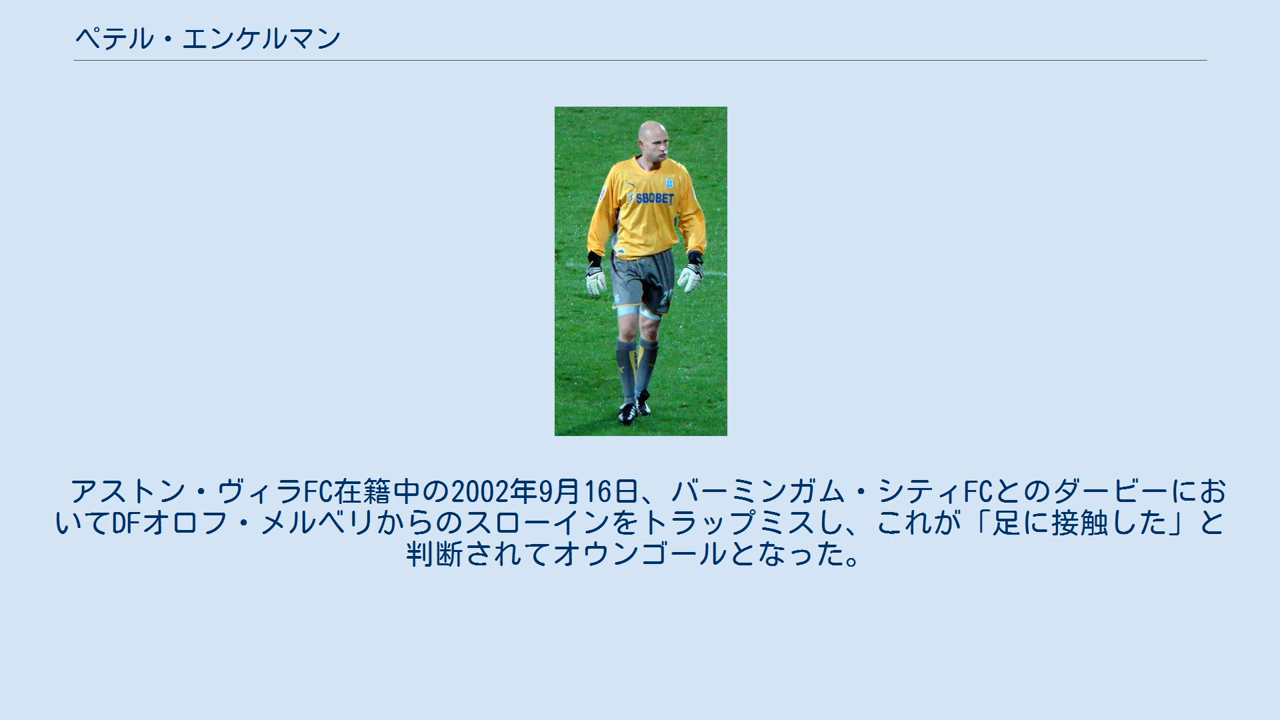 ペテル・エンケルマン
SBOBET
アストン・ヴィラFC在籍中の2002年9月16日、バーミンガム・シティFCとのダービーにお
いてDFオロフ・メルベリからのスローインをトラップミスし、これが「足に接触した」と
判断されてオウンゴールとなった。